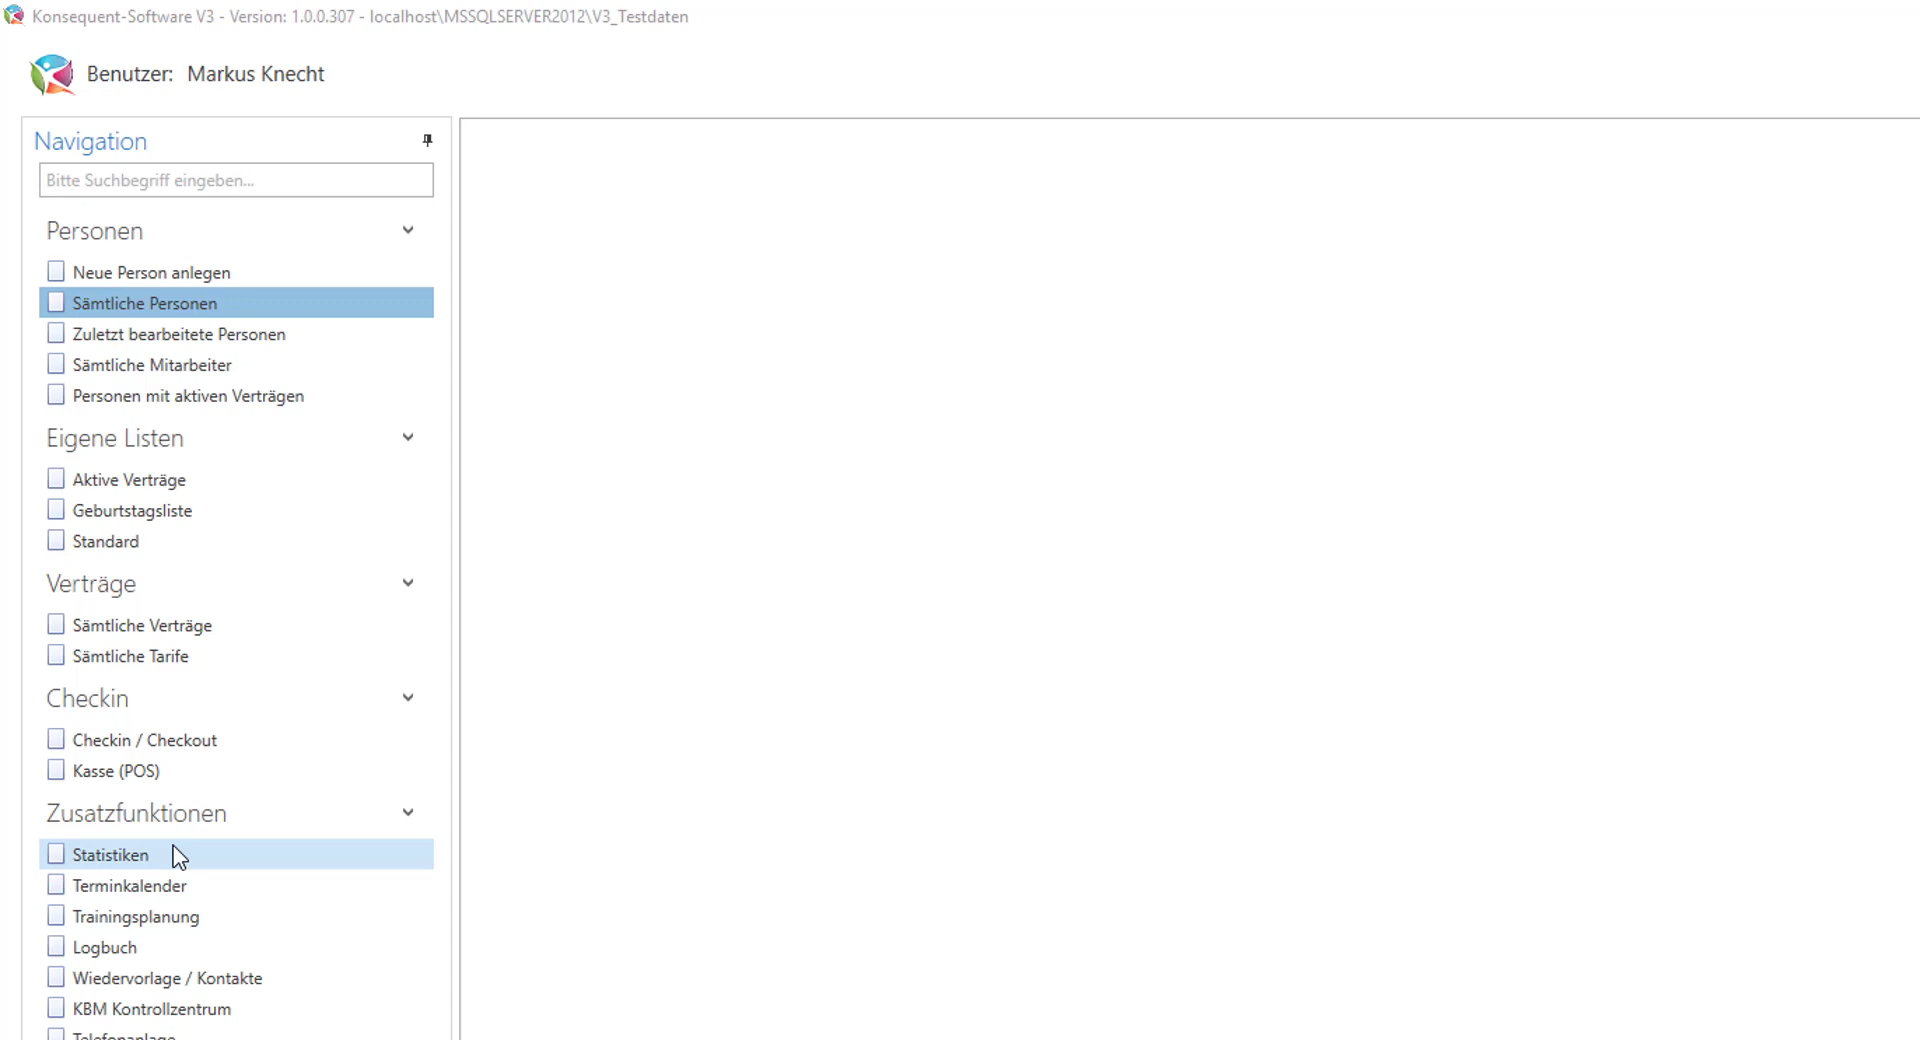 Konsequent-Software V3 - Version: 1.0.0.307 - localhost\MSSQLSERVER2012\V3_Testdaten
Benutzer: Markus Knecht
Navigation
Bitte Suchbegriff eingeben...
Personen
Neue Person anlegen
Sämtliche Personen
Zuletzt bearbeitete Personen
Sämtliche Mitarbeiter
Personen mit aktiven Verträgen
Eigene Listen
Aktive Verträge
Geburtstagsliste
Standard
Verträge
Sämtliche Verträge
Sämtliche Tarife
Checkin
Checkin / Checkout
Kasse (POS)
Zusatzfunktionen
Statistiken
Terminkalender
Trainingsplanung
Logbuch
Wiedervorlage / Kontakte
KBM Kontrollzentrum
Telefonanlage